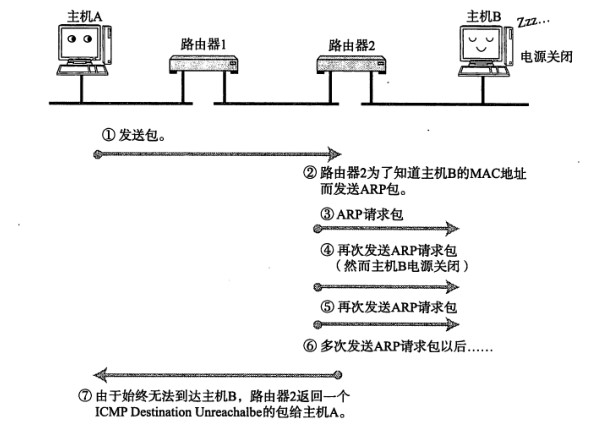 主机A
主机B
Zzz...
路由器1
路由器2
电源关闭
① 发送包。
② 路由器2为了知道主机B的MAC地址
而发送ARP包。
③ ARP请求包
④ 再次发送ARP请求包
（然而主机B电源关闭）
⑤ 再次发送ARP请求包
⑥ 多次发送ARP请求包以后……
⑦ 由于始终无法到达主机B，路由器2返回一个
ICMP Destination Unreachalbe的包给主机A。